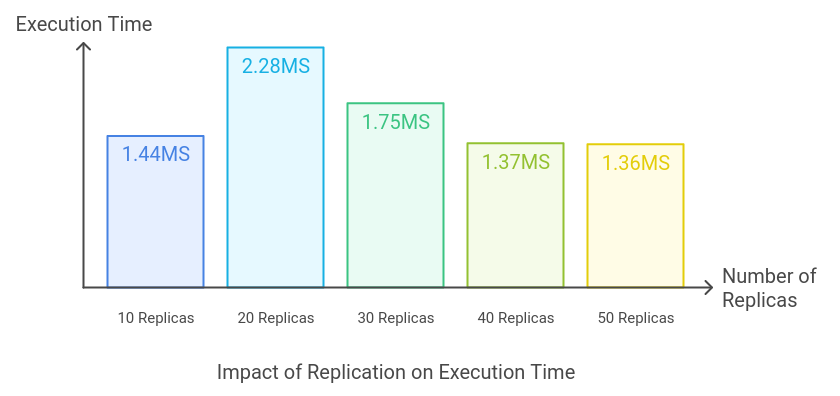 Execution Time
2.28MS
1.75MS
1.44MS
1.37MS
1.36MS
Number of
Replicas
10 Replicas
20 Replicas
30 Replicas
40 Replicas
50 Replicas
Impact of Replication on Execution Time